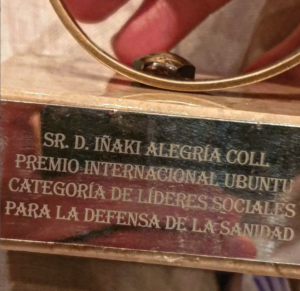 SR. D. IÑAKI ALEGRÍA COLL
PREMIO INTERNACIONAL UBUNTU
CATEGORÍA DE LÍDERES SOCIALES
PARA LA DEFENSA DE LA SANIDAD